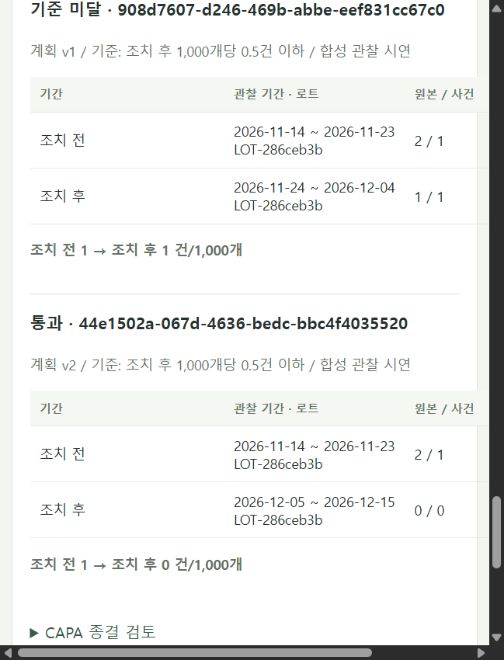 기준 미달 · 908d7607-d246-469b-abbe-eef831cc67c0
계획 v1 / 기준: 조치 후 1,000개당 0.5건 이하 / 합성 관찰 시연
기간 관찰 기간 · 로트 원본 / 사건
조치 전 2026-11-14 ~ 2026-11-23 2 / 1
LOT-286ceb3b
조치 후 2026-11-24 ~ 2026-12-04 1 / 1
LOT-286ceb3b
조치 전 1 → 조치 후 1 건/1,000개
통과 · 44e1502a-067d-4636-bedc-bbc4f4035520
계획 v2 / 기준: 조치 후 1,000개당 0.5건 이하 / 합성 관찰 시연
기간 관찰 기간 · 로트 원본 / 사건
조치 전 2026-11-14 ~ 2026-11-23 2 / 1
LOT-286ceb3b
조치 후 2026-12-05 ~ 2026-12-15 0 / 0
LOT-286ceb3b
조치 전 1 → 조치 후 0 건/1,000개
▶ CAPA 종결 검토